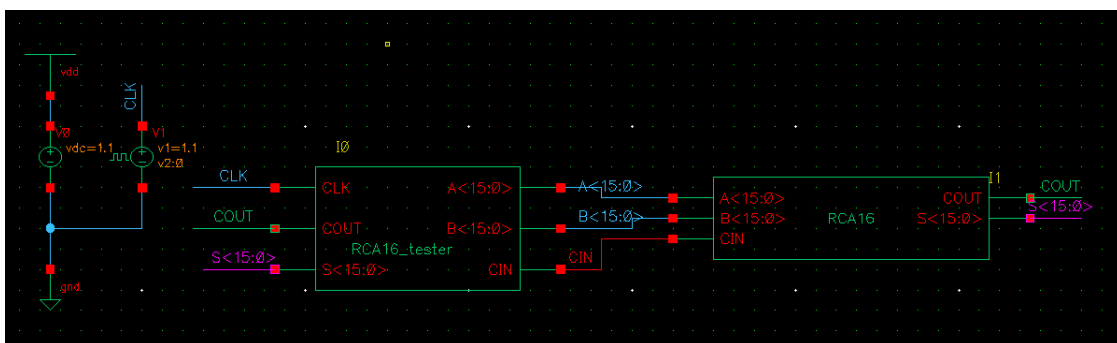 vdd
CLK
V0
vdc=1.1
V1
v1=1.1
v2:0
I0
CLK
COUT
S<15:0>
CLK
COUT
S<15:0>
RCA16_tester
A<15:0>
B<15:0>
CIN
A<15:0>
B<15:0>
CIN
A<15:0>
B<15:0>
CIN
RCA16
COUT
S<15:0>
I1
COUT
S<15:0>
gnd